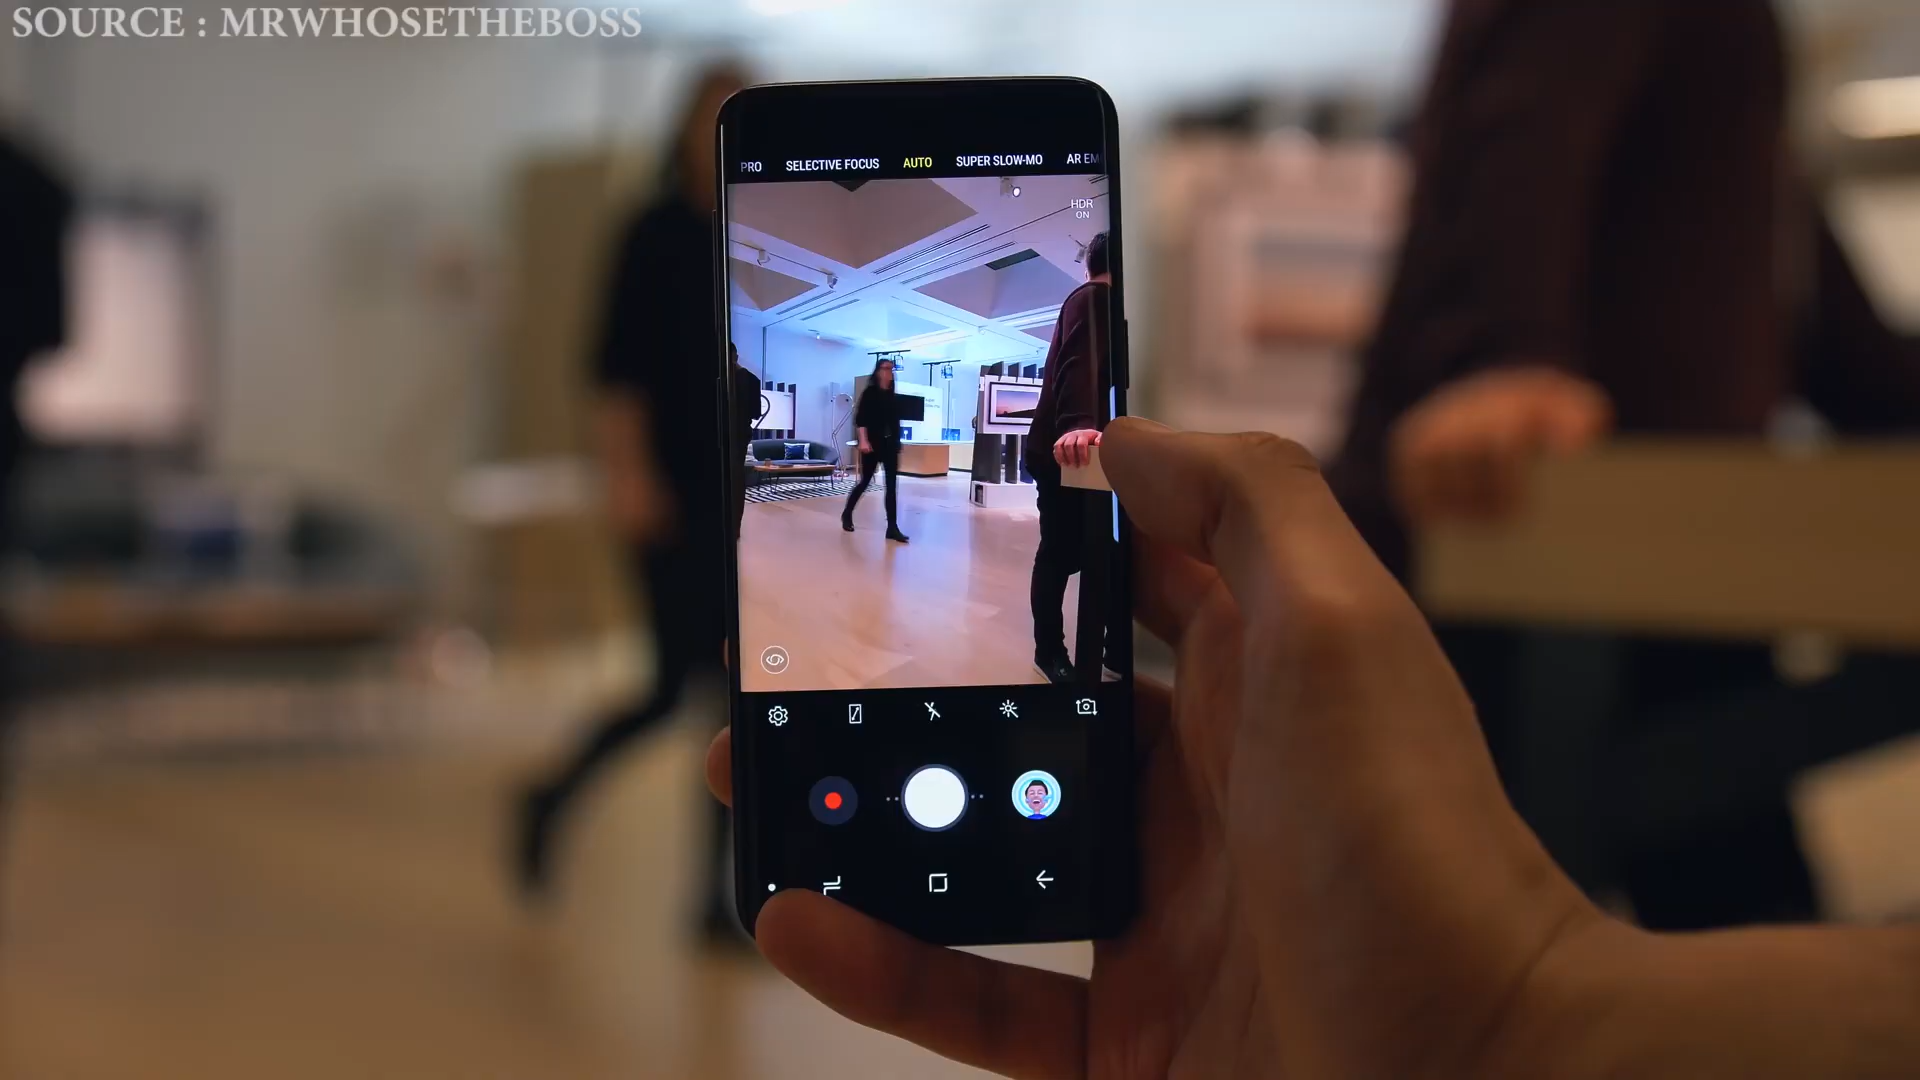 SOURCE : MRWHOSETHEBOSS
PRO SELECTIVE FOCUS AUTO SUPER SLOW-MO AR EM
HDR
ON